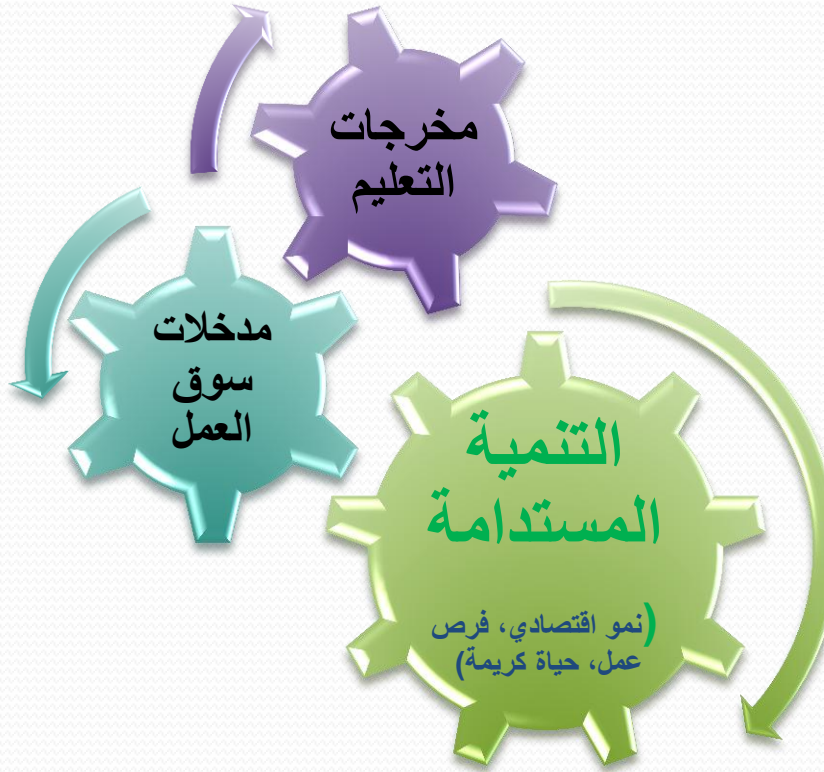 مخرجات
التعليم
مدخلات
سوق
العمل
التنمية
المستدامة
(نمو اقتصادي، فرص
عمل، حياة كريمة)